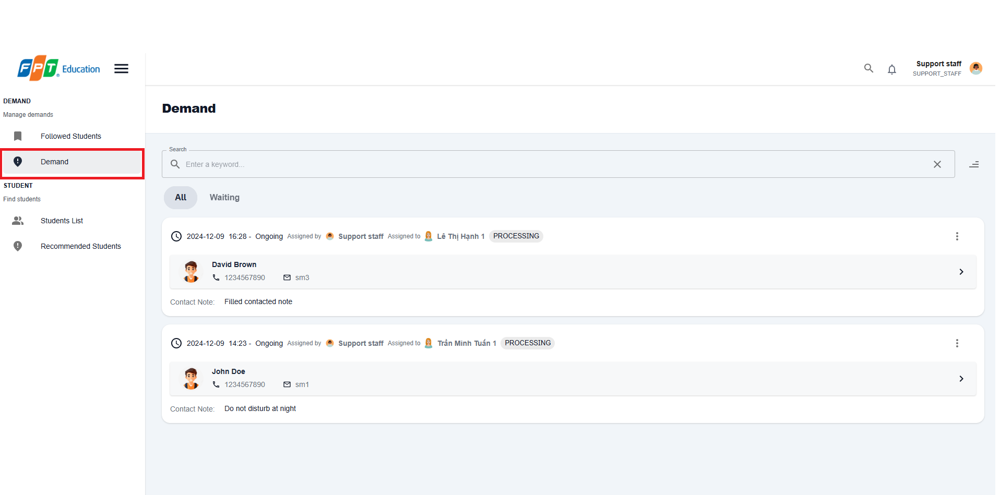 FPT Education
Support staff
SUPPORT_STAFF
DEMAND
Manage demands
Followed Students
Demand
STUDENT
Find students
Students List
Recommended Students
Demand
Search
Enter a keyword...
All Waiting
2024-12-09 16:28 - Ongoing Assigned by Support staff Assigned to Lê Thị Hạnh 1 PROCESSING
David Brown
1234567890 sm3
Contact Note: Filled contacted note
2024-12-09 14:23 - Ongoing Assigned by Support staff Assigned to Trần Minh Tuấn 1 PROCESSING
John Doe
1234567890 sm1
Contact Note: Do not disturb at night